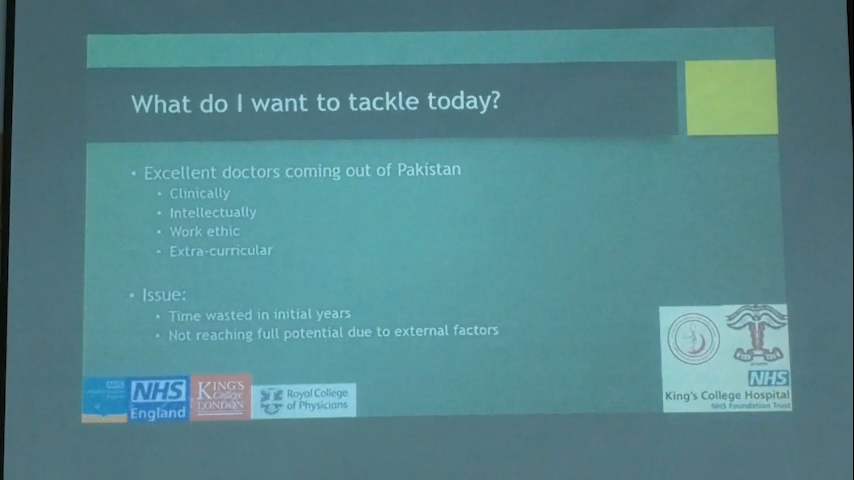 What do I want to tackle today?
• Excellent doctors coming out of Pakistan
• Clinically
• Intellectually
• Work ethic
• Extra-curricular
• Issue:
• Time wasted in initial years
• Not reaching full potential due to external factors
NHS
England
KING'S
College
LONDON
Royal College
of Physicians
NHS
King's College Hospital
NHS Foundation Trust